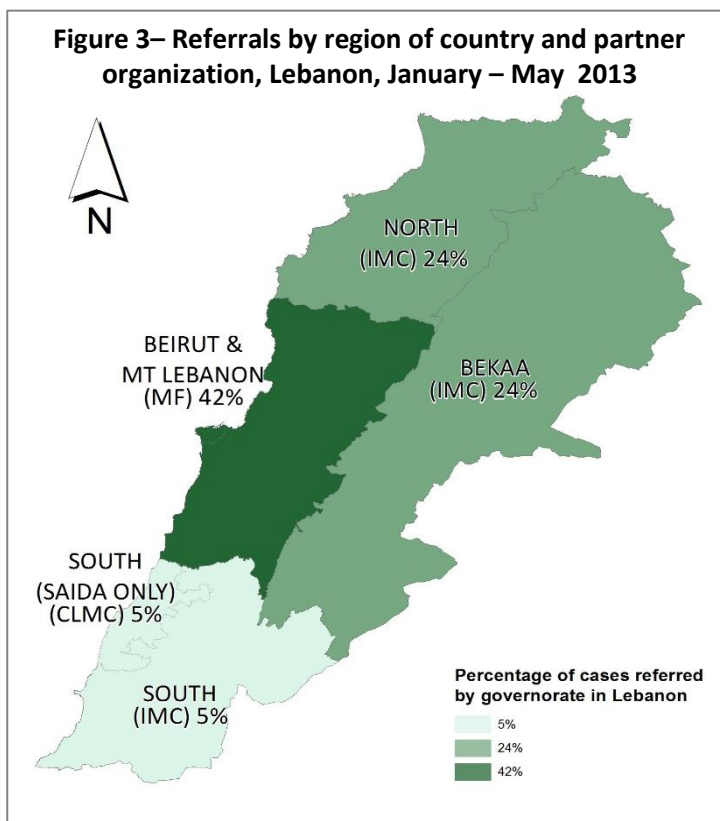 Figure 3– Referrals by region of country and partner
organization, Lebanon, January – May 2013
N
NORTH
(IMC) 24%
BEIRUT &
MT LEBANON
(MF) 42%
BEKAA
(IMC) 24%
SOUTH
(SAIDA ONLY)
(CLMC) 5%
SOUTH
(IMC) 5%
Percentage of cases referred
by governorate in Lebanon
5%
24%
42%